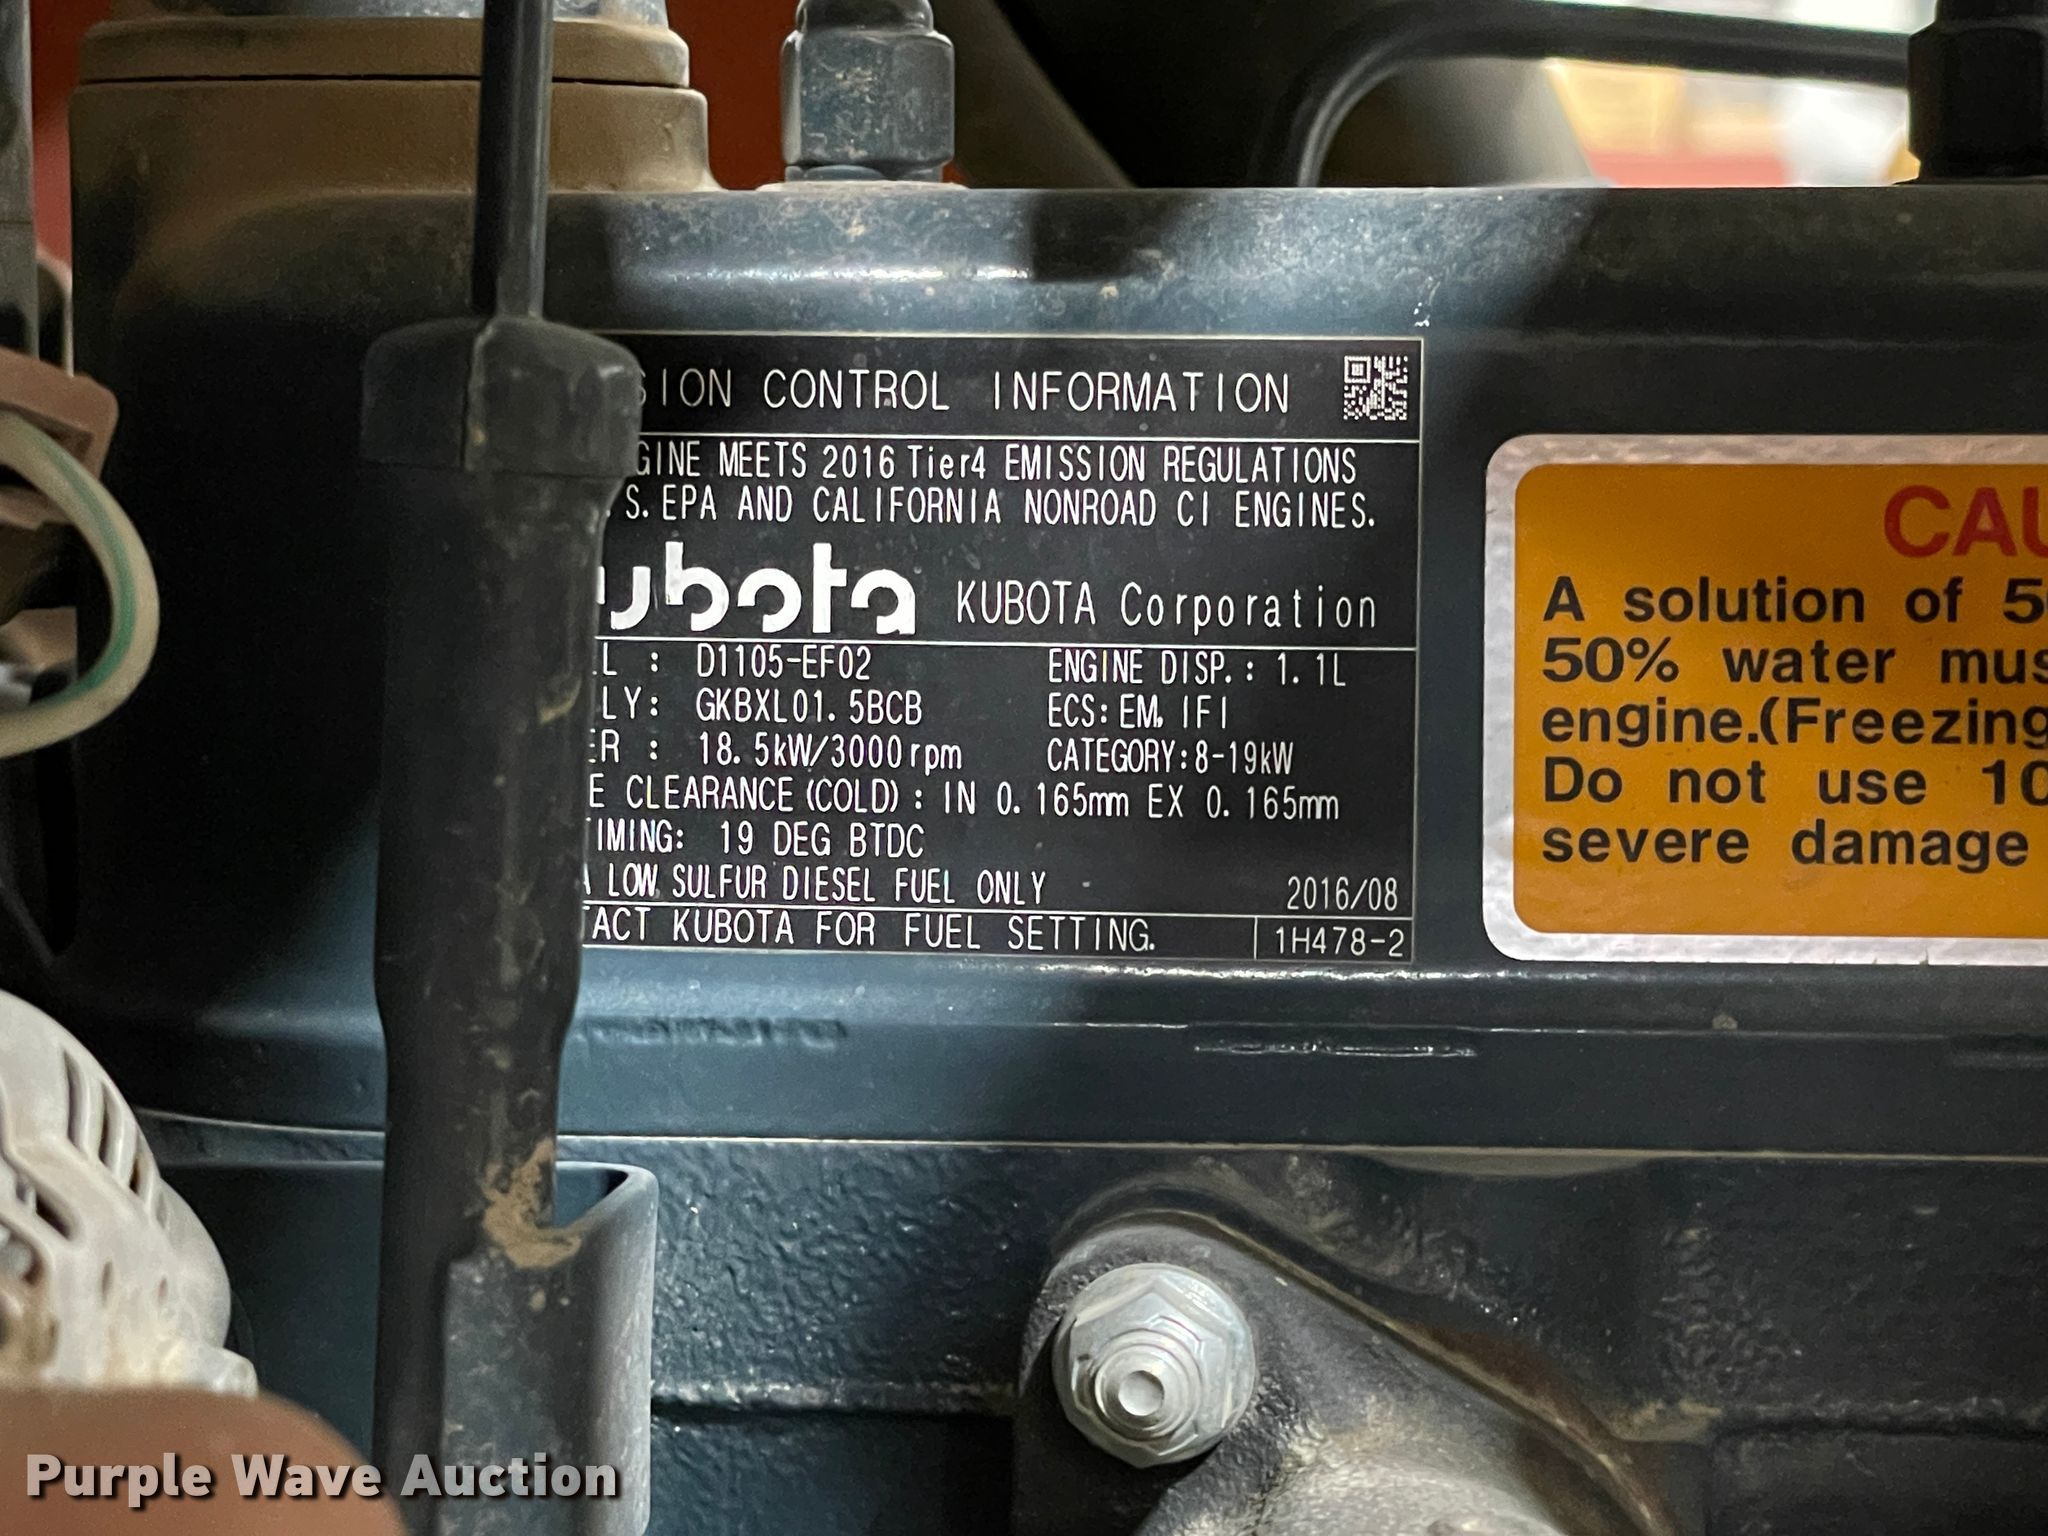 SION CONTROL INFORMATION
GINE MEETS 2016 Tier4 EMISSION REGULATIONS
. S. EPA AND CALIFORNIA NONROAD CI ENGINES.
ubota KUBOTA Corporation
L : D1105-EF02 ENGINE DISP.: 1.1L
LY: GKBXL01.5BCB ECS: EM, IFI
ER : 18.5kW/3000rpm CATEGORY:8-19kW
E CLEARANCE (COLD) : IN 0.165mm EX 0.165mm
TIMING: 19 DEG BTDC
A LOW SULFUR DIESEL FUEL ONLY 2016/08
TACT KUBOTA FOR FUEL SETTING. 1H478-2
CAU
A solution of 5
50% water mus
engine.(Freezing
Do not use 10
severe damage
Purple Wave Auction